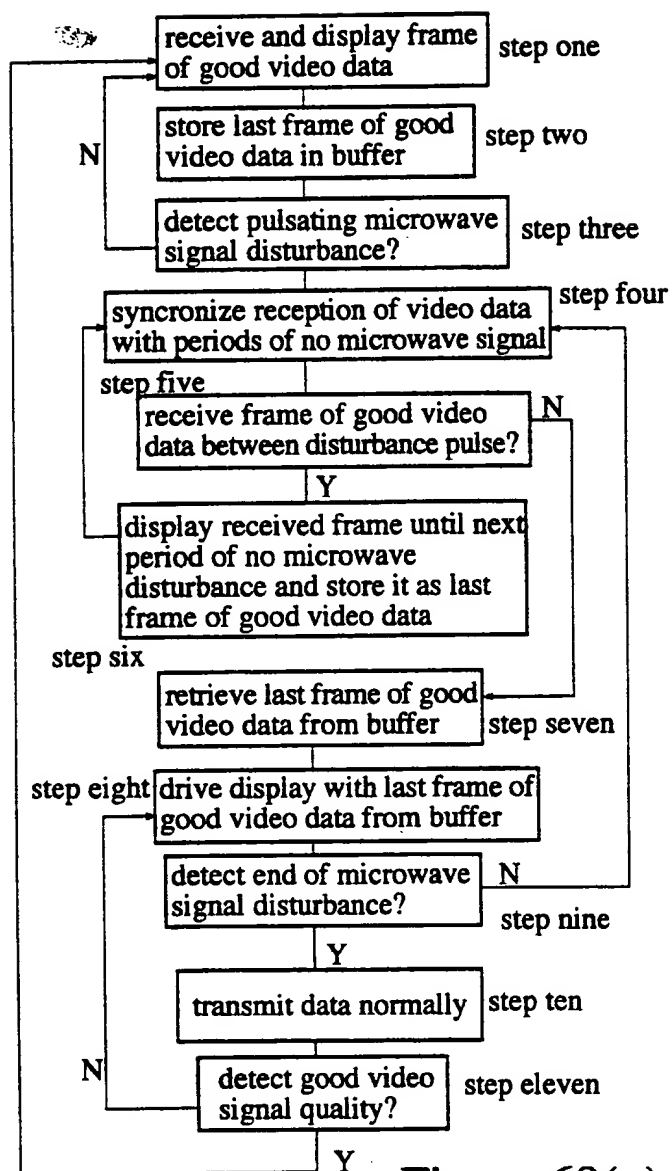 receive and display frame
of good video data
step one
store last frame of good
video data in buffer
step two
N
detect pulsating microwave
signal disturbance?
step three
step four
syncronize reception of video data
with periods of no microwave signal
step five
receive frame of good video
data between disturbance pulse?
N
Y
display received frame until next
period of no microwave
disturbance and store it as last
frame of good video data
step six
retrieve last frame of good
video data from buffer
step seven
step eight
drive display with last frame of
good video data from buffer
detect end of microwave
signal disturbance?
N
step nine
Y
transmit data normally
step ten
N
detect good video
signal quality?
step eleven
Y